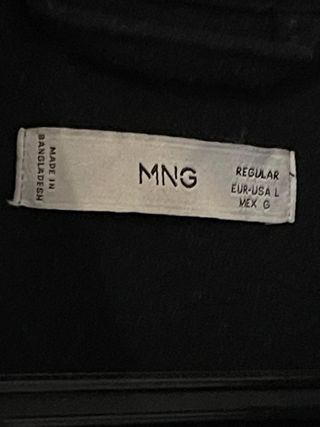 MADE IN
BANGLADESH
MNG
REGULAR
EUR-USA L
MEX G